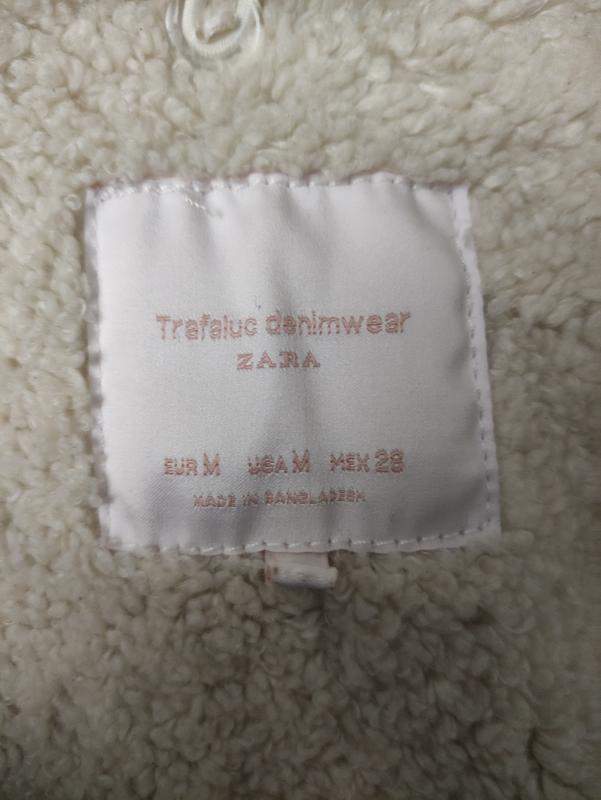 Trafaluc denimwear
ZARA
EUR M USA M MEX 28
MADE IN BANGLADESH